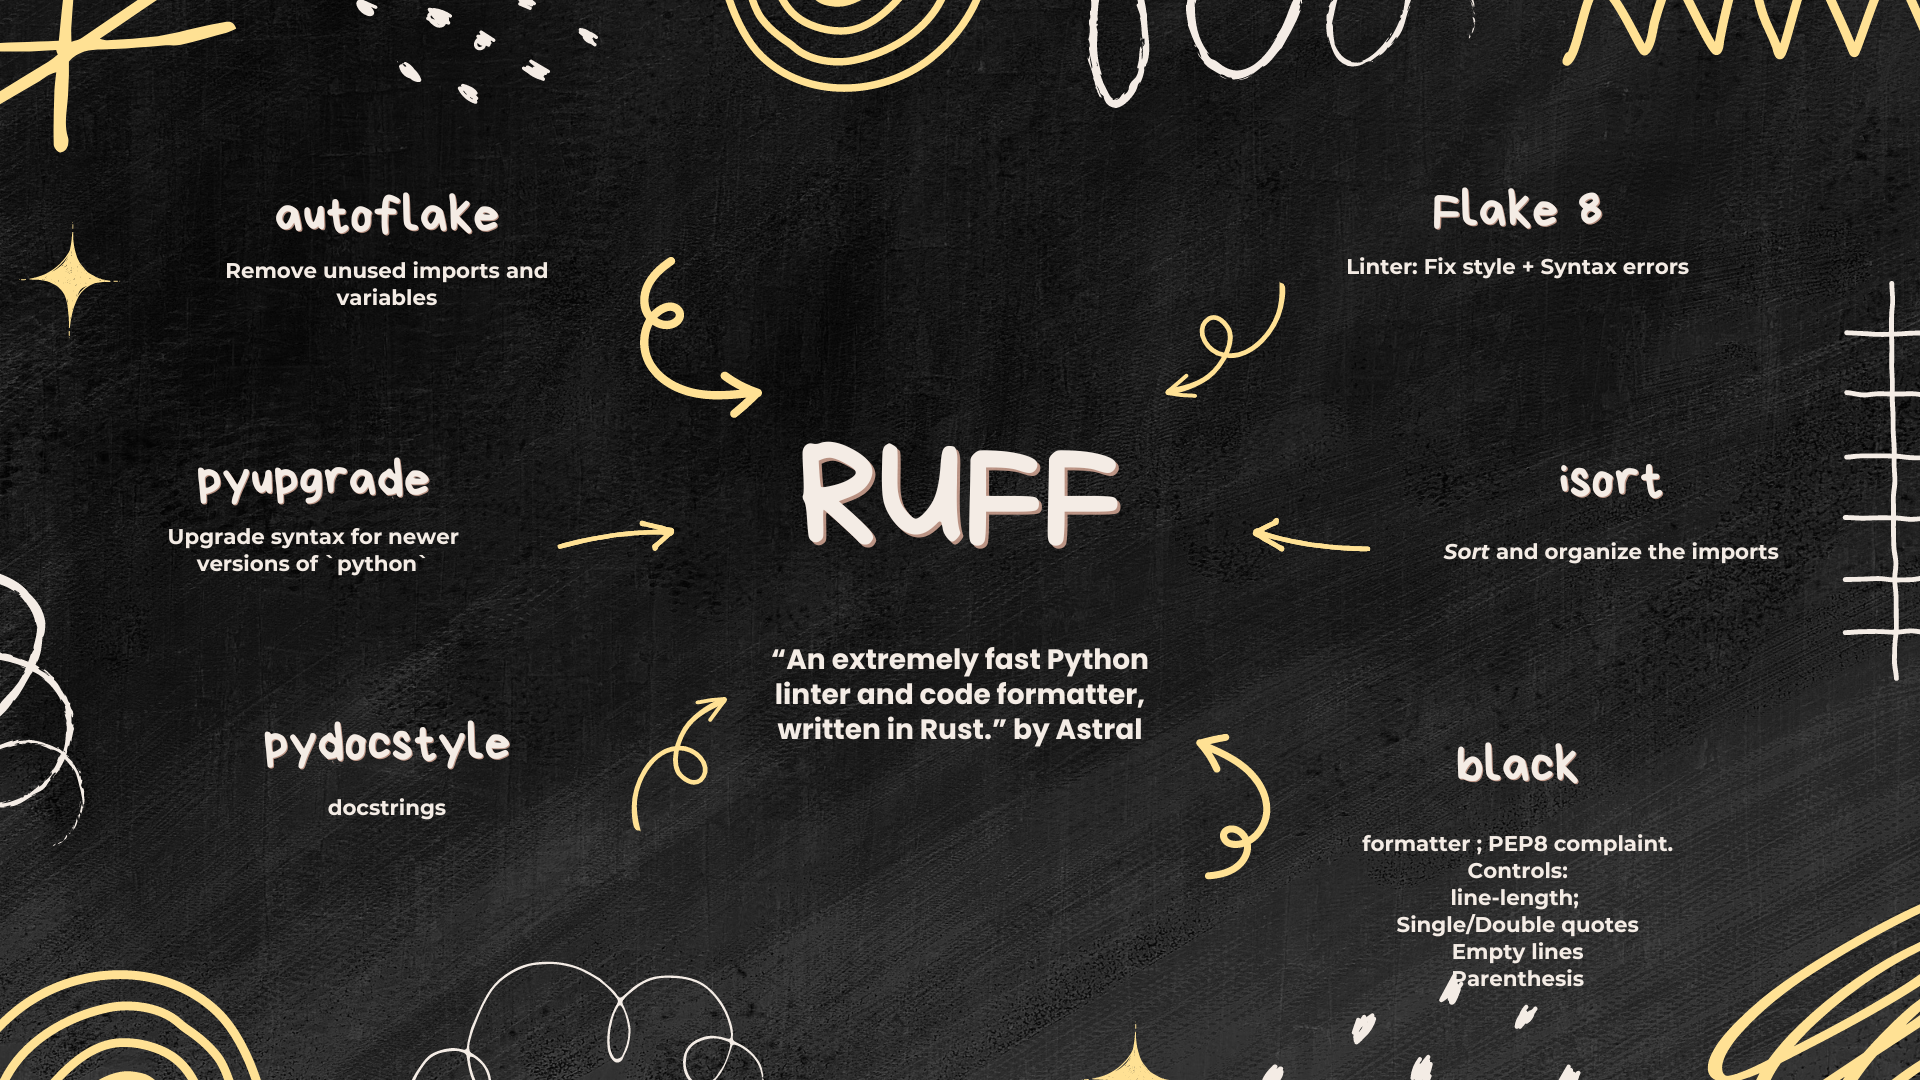 autoflake
Remove unused imports and
variables
Flake 8
Linter: Fix style + Syntax errors
pyupgrade
Upgrade syntax for newer
versions of `python`
RUFF
“An extremely fast Python
linter and code formatter,
written in Rust.” by Astral
isort
Sort and organize the imports
pydocstyle
docstrings
black
formatter ; PEP8 complaint.
Controls:
line-length;
Single/Double quotes
Empty lines
Parenthesis